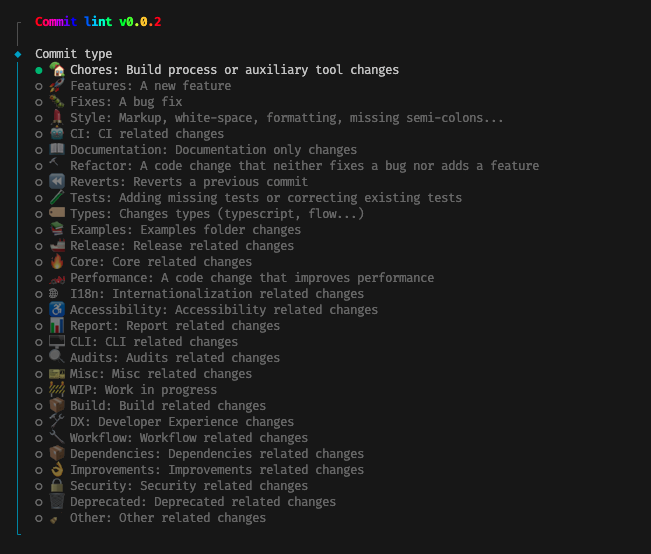 Commit lint v0.0.2
Commit type
Chores: Build process or auxiliary tool changes
Features: A new feature
Fixes: A bug fix
Style: Markup, white-space, formatting, missing semi-colons...
CI: CI related changes
Documentation: Documentation only changes
Refactor: A code change that neither fixes a bug nor adds a feature
Reverts: Reverts a previous commit
Tests: Adding missing tests or correcting existing tests
Types: Changes types (typescript, flow...)
Examples: Examples folder changes
Release: Release related changes
Core: Core related changes
Performance: A code change that improves performance
I18n: Internationalization related changes
Accessibility: Accessibility related changes
Report: Report related changes
CLI: CLI related changes
Audits: Audits related changes
Misc: Misc related changes
WIP: Work in progress
Build: Build related changes
DX: Developer Experience changes
Workflow: Workflow related changes
Dependencies: Dependencies related changes
Improvements: Improvements related changes
Security: Security related changes
Deprecated: Deprecated related changes
Other: Other related changes